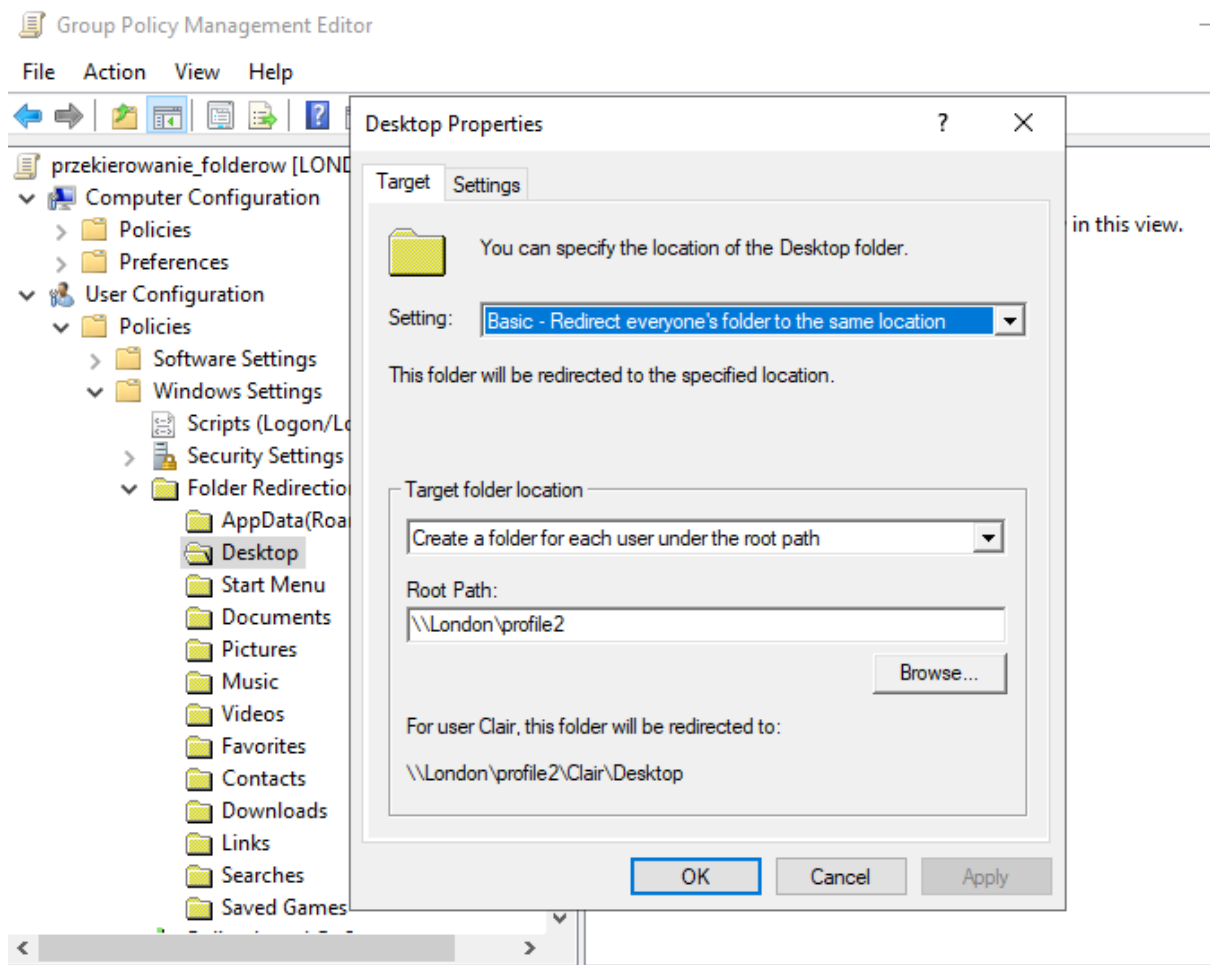 Group Policy Management Editor
File Action View Help
przekierowanie_folderow [LOND
Computer Configuration
Policies
Preferences
User Configuration
Policies
Software Settings
Windows Settings
Scripts (Logon/Lo
Security Settings
Folder Redirection
AppData(Roa
Desktop
Start Menu
Documents
Pictures
Music
Videos
Favorites
Contacts
Downloads
Links
Searches
Saved Games
Desktop Properties
Target Settings
You can specify the location of the Desktop folder.
Setting: Basic - Redirect everyone's folder to the same location
This folder will be redirected to the specified location.
Target folder location
Create a folder for each user under the root path
Root Path:
\\London\profile2
Browse...
For user Clair, this folder will be redirected to:
\\London\profile2\Clair\Desktop
OK Cancel Apply
in this view.